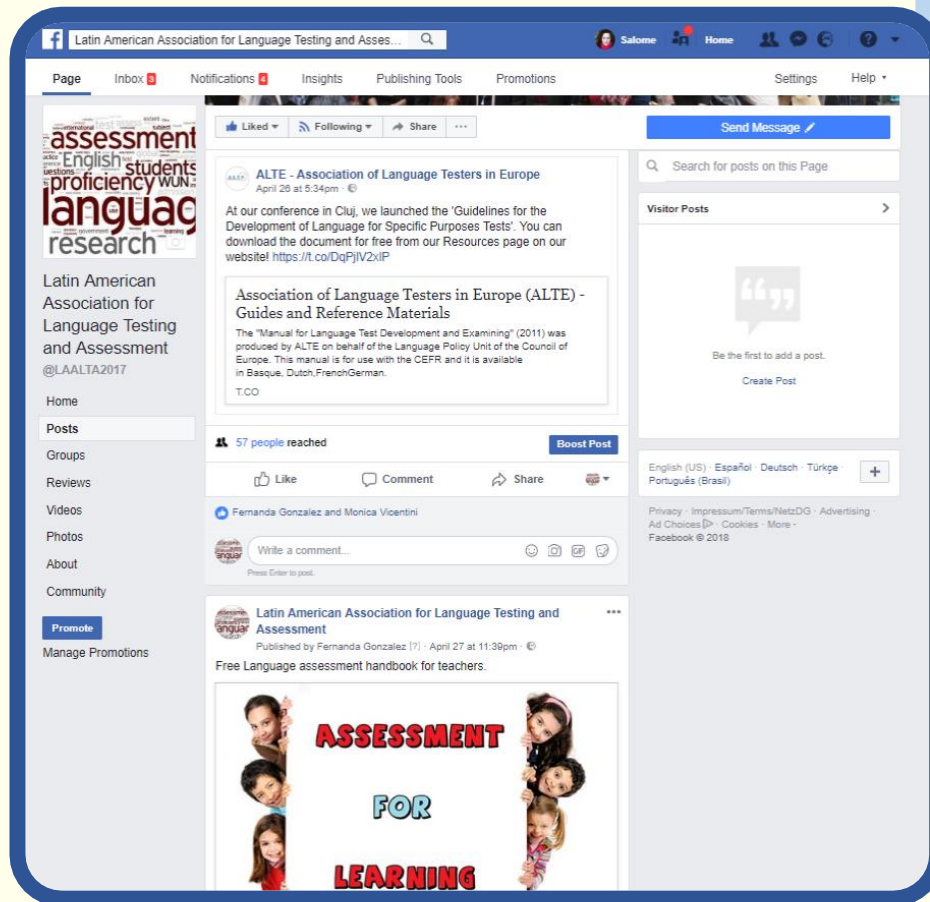 Latin American Association for Language Testing and Asses...
Salome
Home
Page
Inbox 3
Notifications 4
Insights
Publishing Tools
Promotions
Settings
Help
assessment
English
students
proficiency WUN
languag
research
Latin American
Association for
Language Testing
and Assessment
@LAALTA2017
Home
Posts
Groups
Reviews
Videos
Photos
About
Community
Promote
Manage Promotions
Liked
Following
Share
Send Message
ALTE - Association of Language Testers in Europe
April 26 at 5:34pm ·
At our conference in Cluj, we launched the 'Guidelines for the
Development of Language for Specific Purposes Tests'. You can
download the document for free from our Resources page on our
website! https://t.co/DqPjIV2xIP
Association of Language Testers in Europe (ALTE) -
Guides and Reference Materials
The "Manual for Language Test Development and Examining" (2011) was
produced by ALTE on behalf of the Language Policy Unit of the Council of
Europe. This manual is for use with the CEFR and it is available
in Basque, Dutch,FrenchGerman.
T.CO
57 people reached
Boost Post
Like
Comment
Share
Fernanda Gonzalez and Monica Vicentini
Write a comment...
GIF
Press Enter to post.
Latin American Association for Language Testing and
Assessment
Published by Fernanda Gonzalez [?] · April 27 at 11:39pm ·
Free Language assessment handbook for teachers.
ASSESSMENT
FOR
LEARNING
Search for posts on this Page
Visitor Posts
Be the first to add a post.
Create Post
English (US) · Español · Deutsch · Türkçe ·
Português (Brasil)
Privacy · Impressum/Terms/NetzDG · Advertising ·
Ad Choices · Cookies · More ·
Facebook © 2018